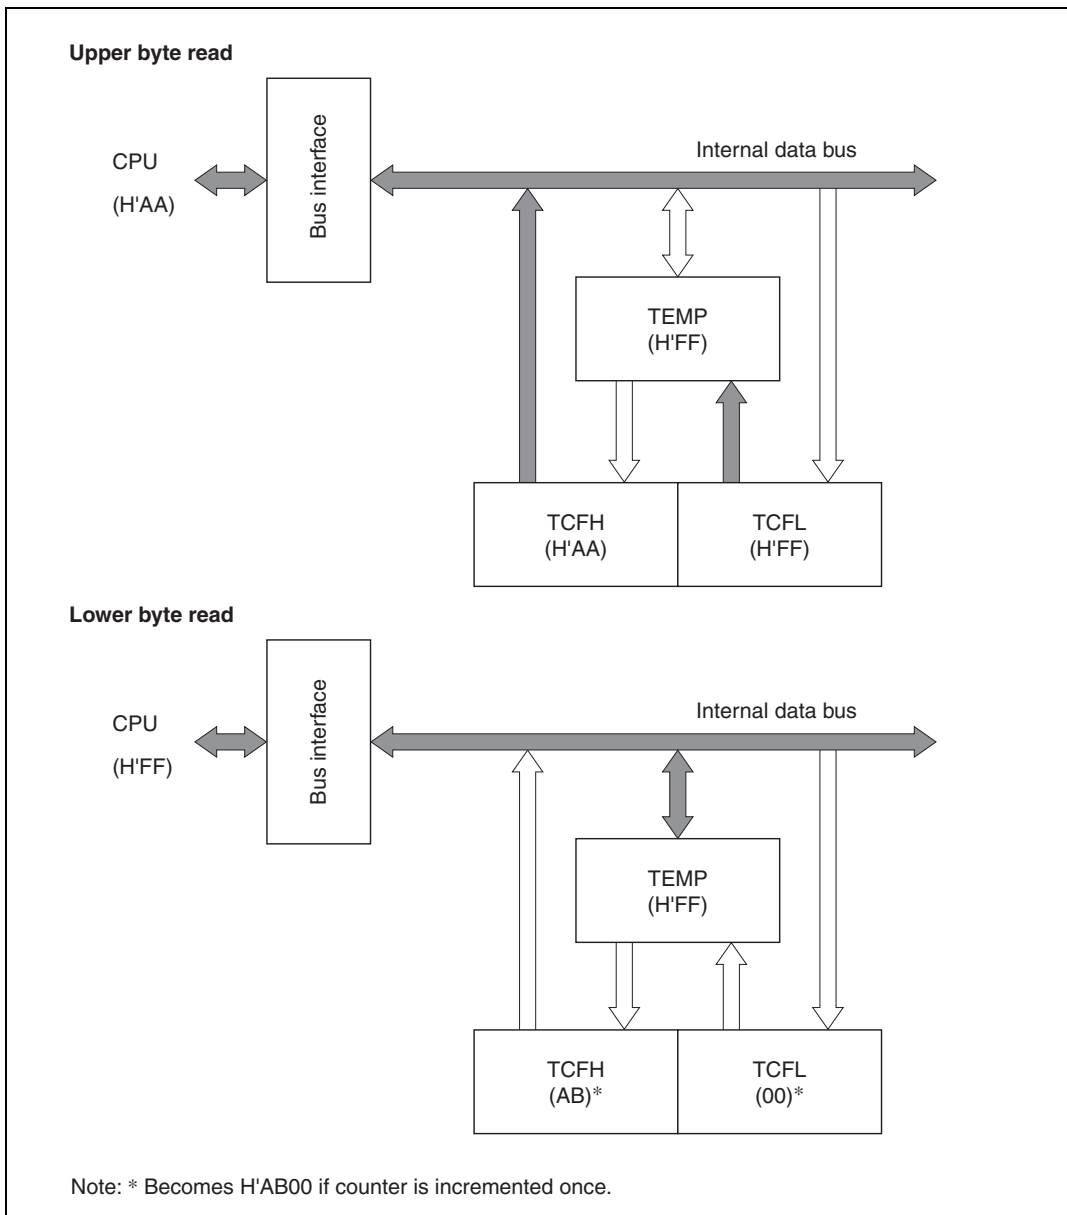 Upper byte read
Bus interface
CPU
(H'AA)
Internal data bus
TEMP
(H'FF)
TCFH
(H'AA)
TCFL
(H'FF)
Lower byte read
Bus interface
CPU
(H'FF)
Internal data bus
TEMP
(H'FF)
TCFH
(AB)*
TCFL
(00)*
Note: * Becomes H'AB00 if counter is incremented once.